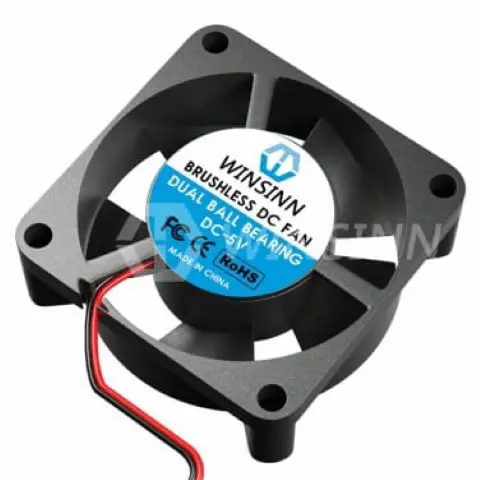 WINSINN
BRUSHLESS DC FAN
DUAL BALL BEARING
DC-5V
FC CE RoHS
MADE IN CHINA
WINSINN